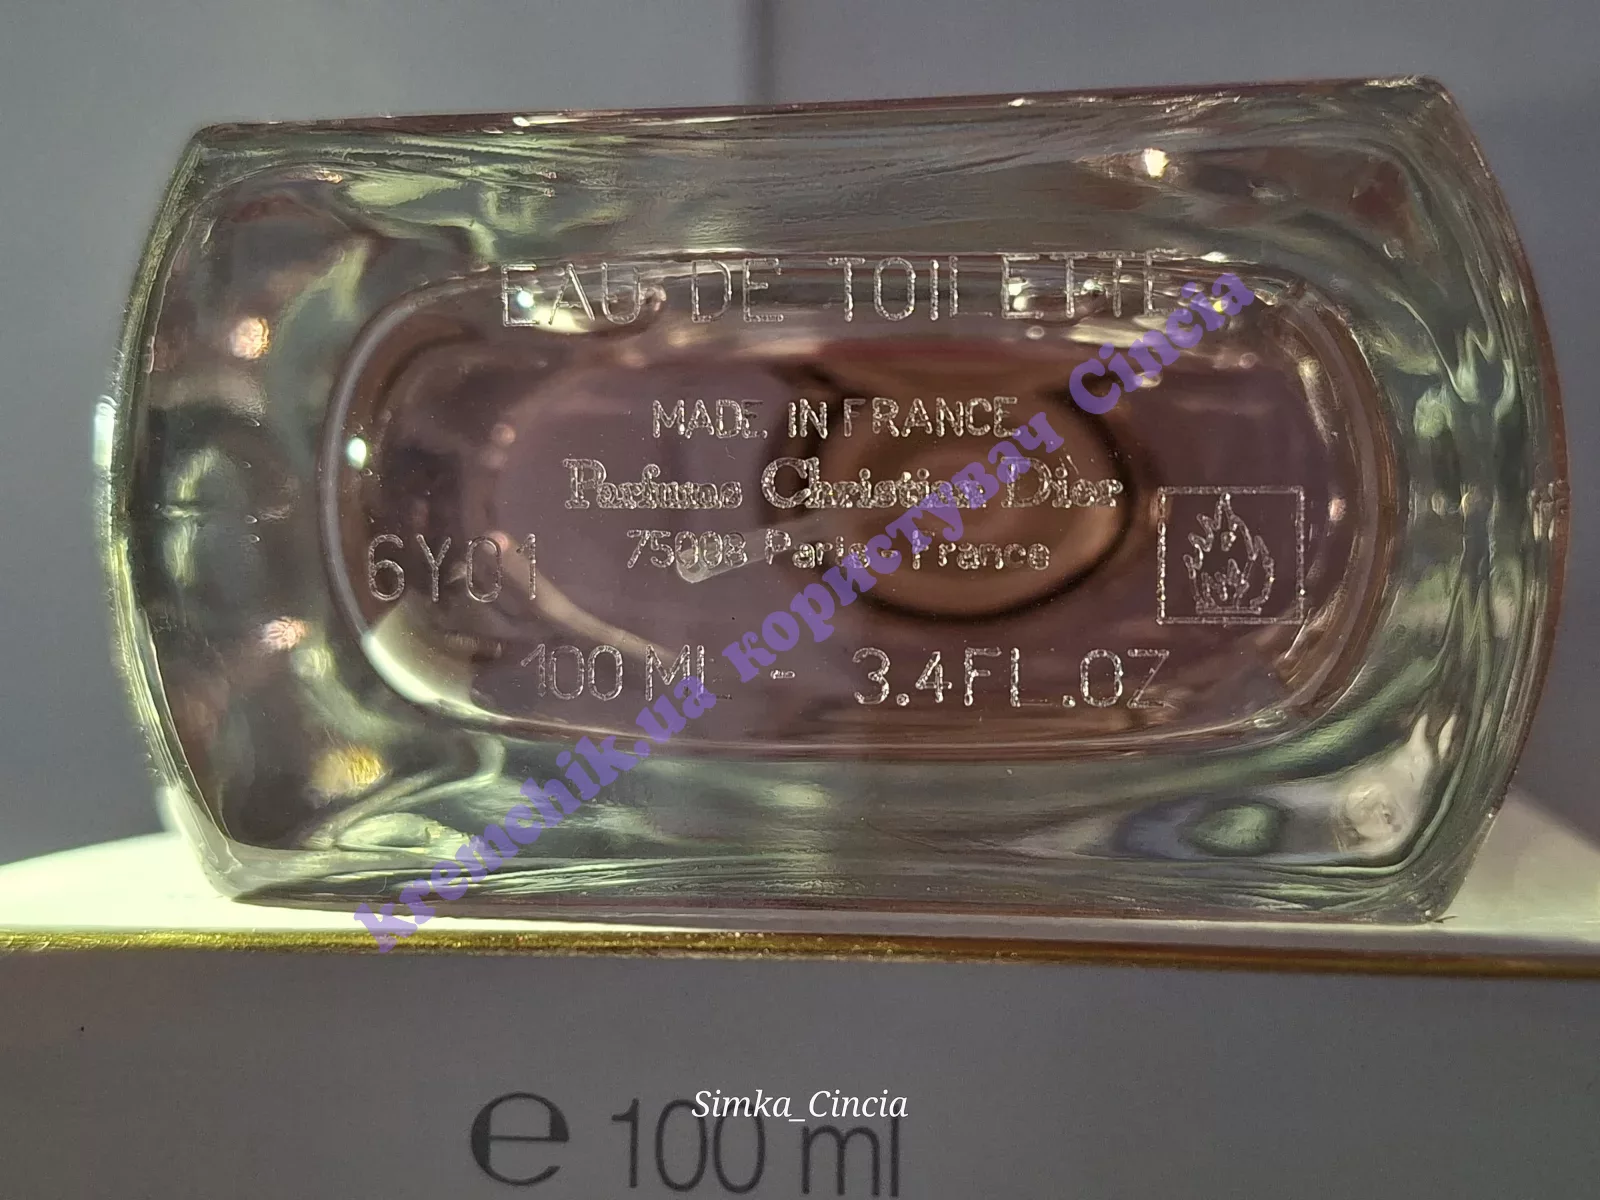 EAU DE TOILETTE
MADE IN FRANCE
Parfums Christian Dior
75008 Paris - France
6Y01
100 ML - 3.4FL.OZ
kremchik.ua користувач Cincia
Simka_Cincia
e 100 ml